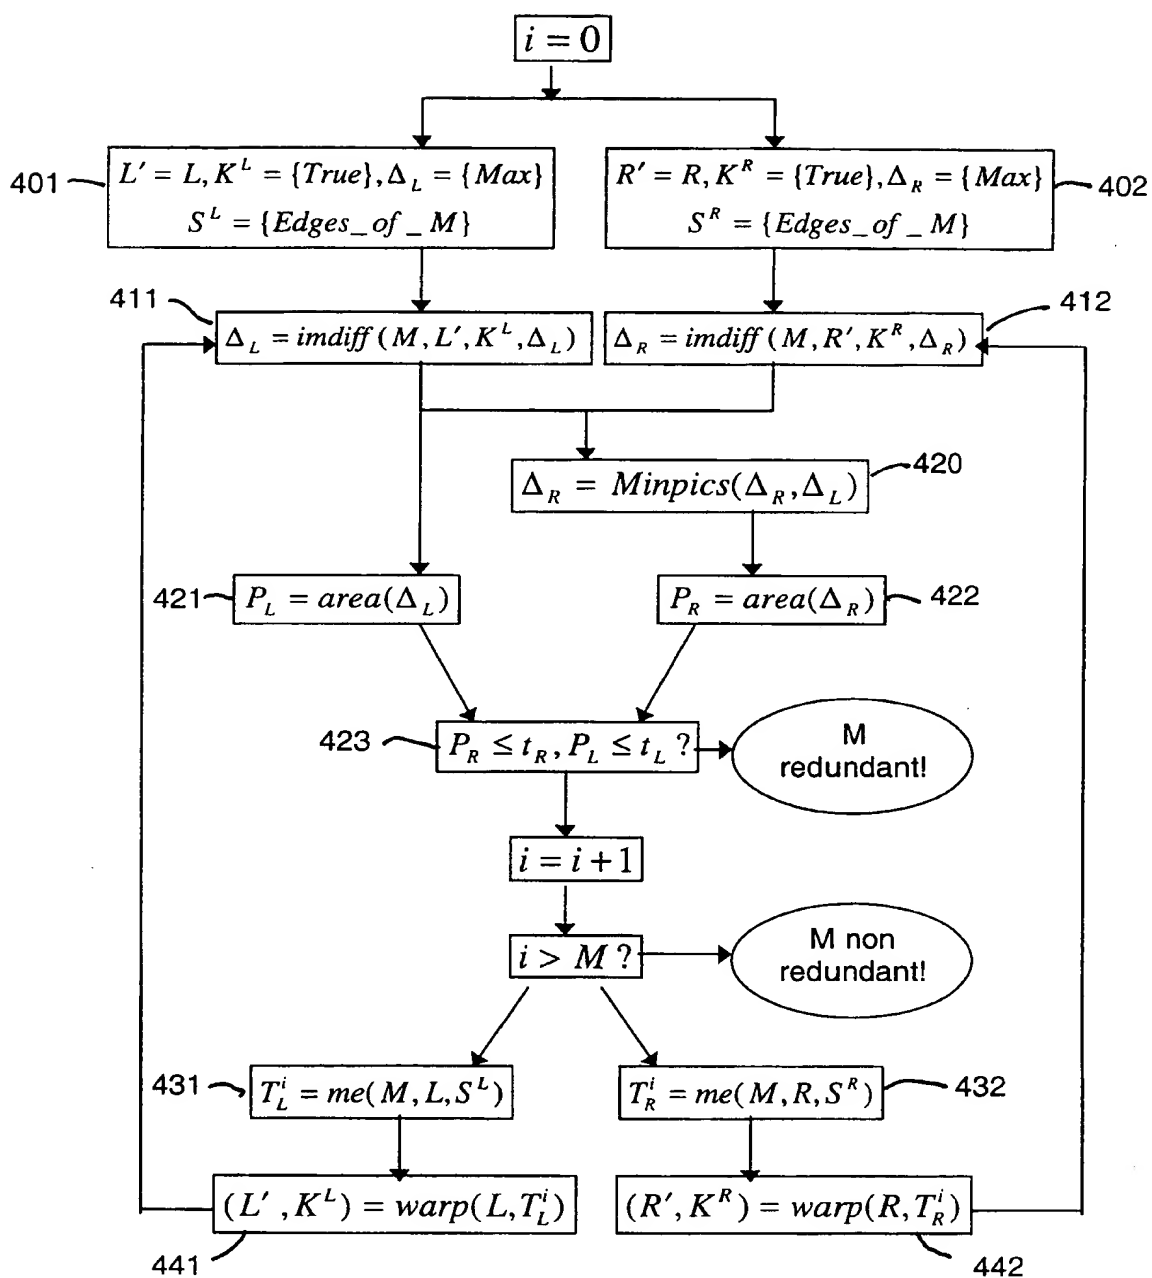 i = 0
401
L′ = L, K^L = {True}, Δ_L = {Max}
S^L = {Edges_of_M}
R′ = R, K^R = {True}, Δ_R = {Max}
S^R = {Edges_of_M}
402
411
Δ_L = imdiff(M, L′, K^L, Δ_L)
Δ_R = imdiff(M, R′, K^R, Δ_R)
412
Δ_R = Minpics(Δ_R, Δ_L)
420
421
P_L = area(Δ_L)
P_R = area(Δ_R)
422
423
P_R ≤ t_R, P_L ≤ t_L ?
M
redundant!
i = i + 1
i > M ?
M non
redundant!
431
T_L^i = me(M, L, S^L)
T_R^i = me(M, R, S^R)
432
(L′, K^L) = warp(L, T_L^i)
441
(R′, K^R) = warp(R, T_R^i)
442